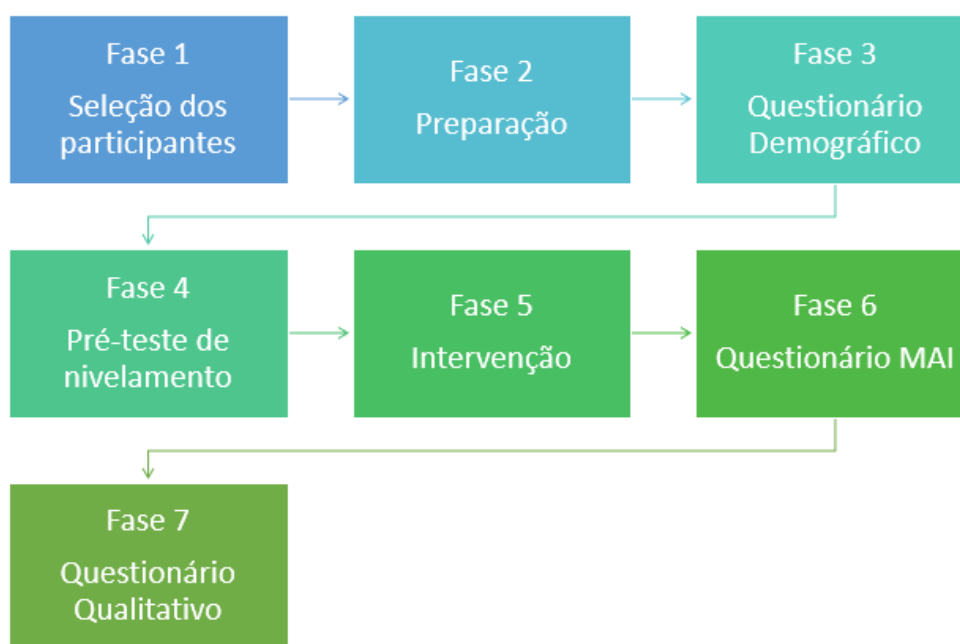 Fase 1
Seleção dos
participantes
Fase 2
Preparação
Fase 3
Questionário
Demográfico
Fase 4
Pré-teste de
nivelamento
Fase 5
Intervenção
Fase 6
Questionário MAI
Fase 7
Questionário
Qualitativo